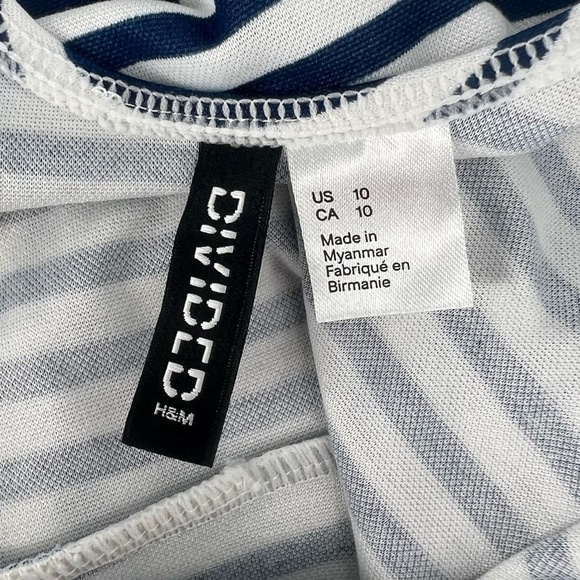 DIVIDED
H&M
US 10
CA 10
Made in
Myanmar
Fabriqué en
Birmanie